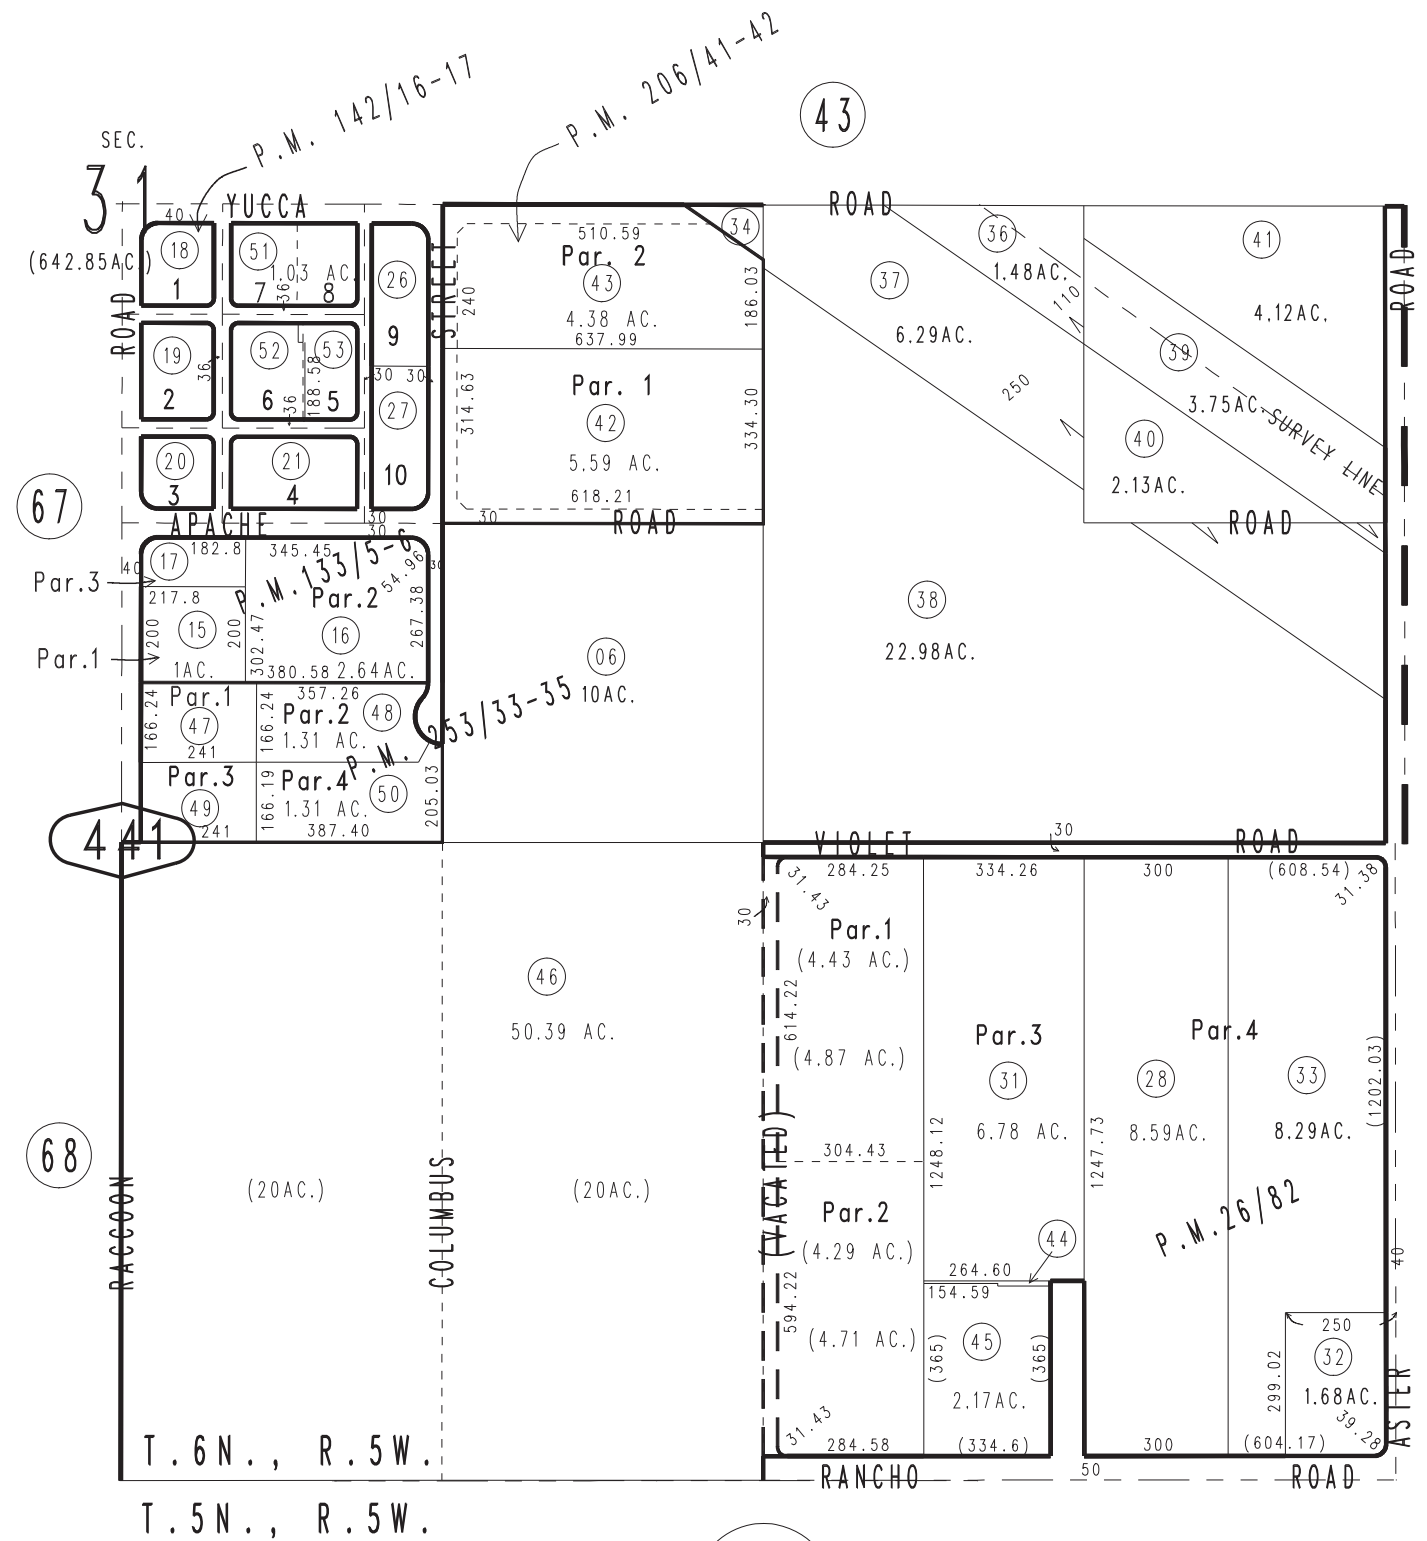 P.M. 142/16-17
P.M. 206/41-42
43
SEC.
31
(642.85AC.)
YUCCA
ROAD
40
18
1
51
1.03 AC.
7
36
8
26
9
STREET
34
510.59
Par. 2
43
4.38 AC.
637.99
240
186.03
36
1.48AC.
37
6.29AC.
110
41
4.12AC.
ROAD
ROAD
19
2
36
52
6
53
5
188.58
36
30
30
27
10
314.63
Par. 1
42
5.59 AC.
618.21
334.30
250
39
3.75AC.
SURVEY LINE
40
2.13AC.
20
3
21
4
67
APACHE
30
30
30
ROAD
ROAD
17
182.8
345.45
P.M.133/5-6
54.96
30
40
Par.3
217.8
Par.2
200
15
200
302.47
16
267.38
Par.1
1AC.
380.58
2.64AC.
06
10AC.
38
22.98AC.
Par.1
47
166.24
241
357.26
166.24
Par.2
48
1.31 AC.
P.M. 253/33-35
Par.3
49
241
166.19
Par.4
1.31 AC.
50
387.40
205.03
441
VIOLET
30
ROAD
284.25
334.26
300
(608.54)
31.43
31.38
30
Par.1
(4.43 AC.)
614.22
(4.87 AC.)
46
50.39 AC.
Par.3
31
6.78 AC.
Par.4
28
8.59AC.
33
8.29AC.
(1202.03)
304.43
1248.12
1247.73
68
(20AC.)
(20AC.)
RACCOON
COLUMBUS
(VACATED)
Par.2
(4.29 AC.)
594.22
(4.71 AC.)
P.M.26/82
44
264.60
154.59
(365)
45
(365)
2.17AC.
40
250
32
299.02
1.68AC.
39.28
ASTER
31.43
284.58
(334.6)
300
(604.17)
RANCHO
50
ROAD
T.6N., R.5W.
T.5N., R.5W.